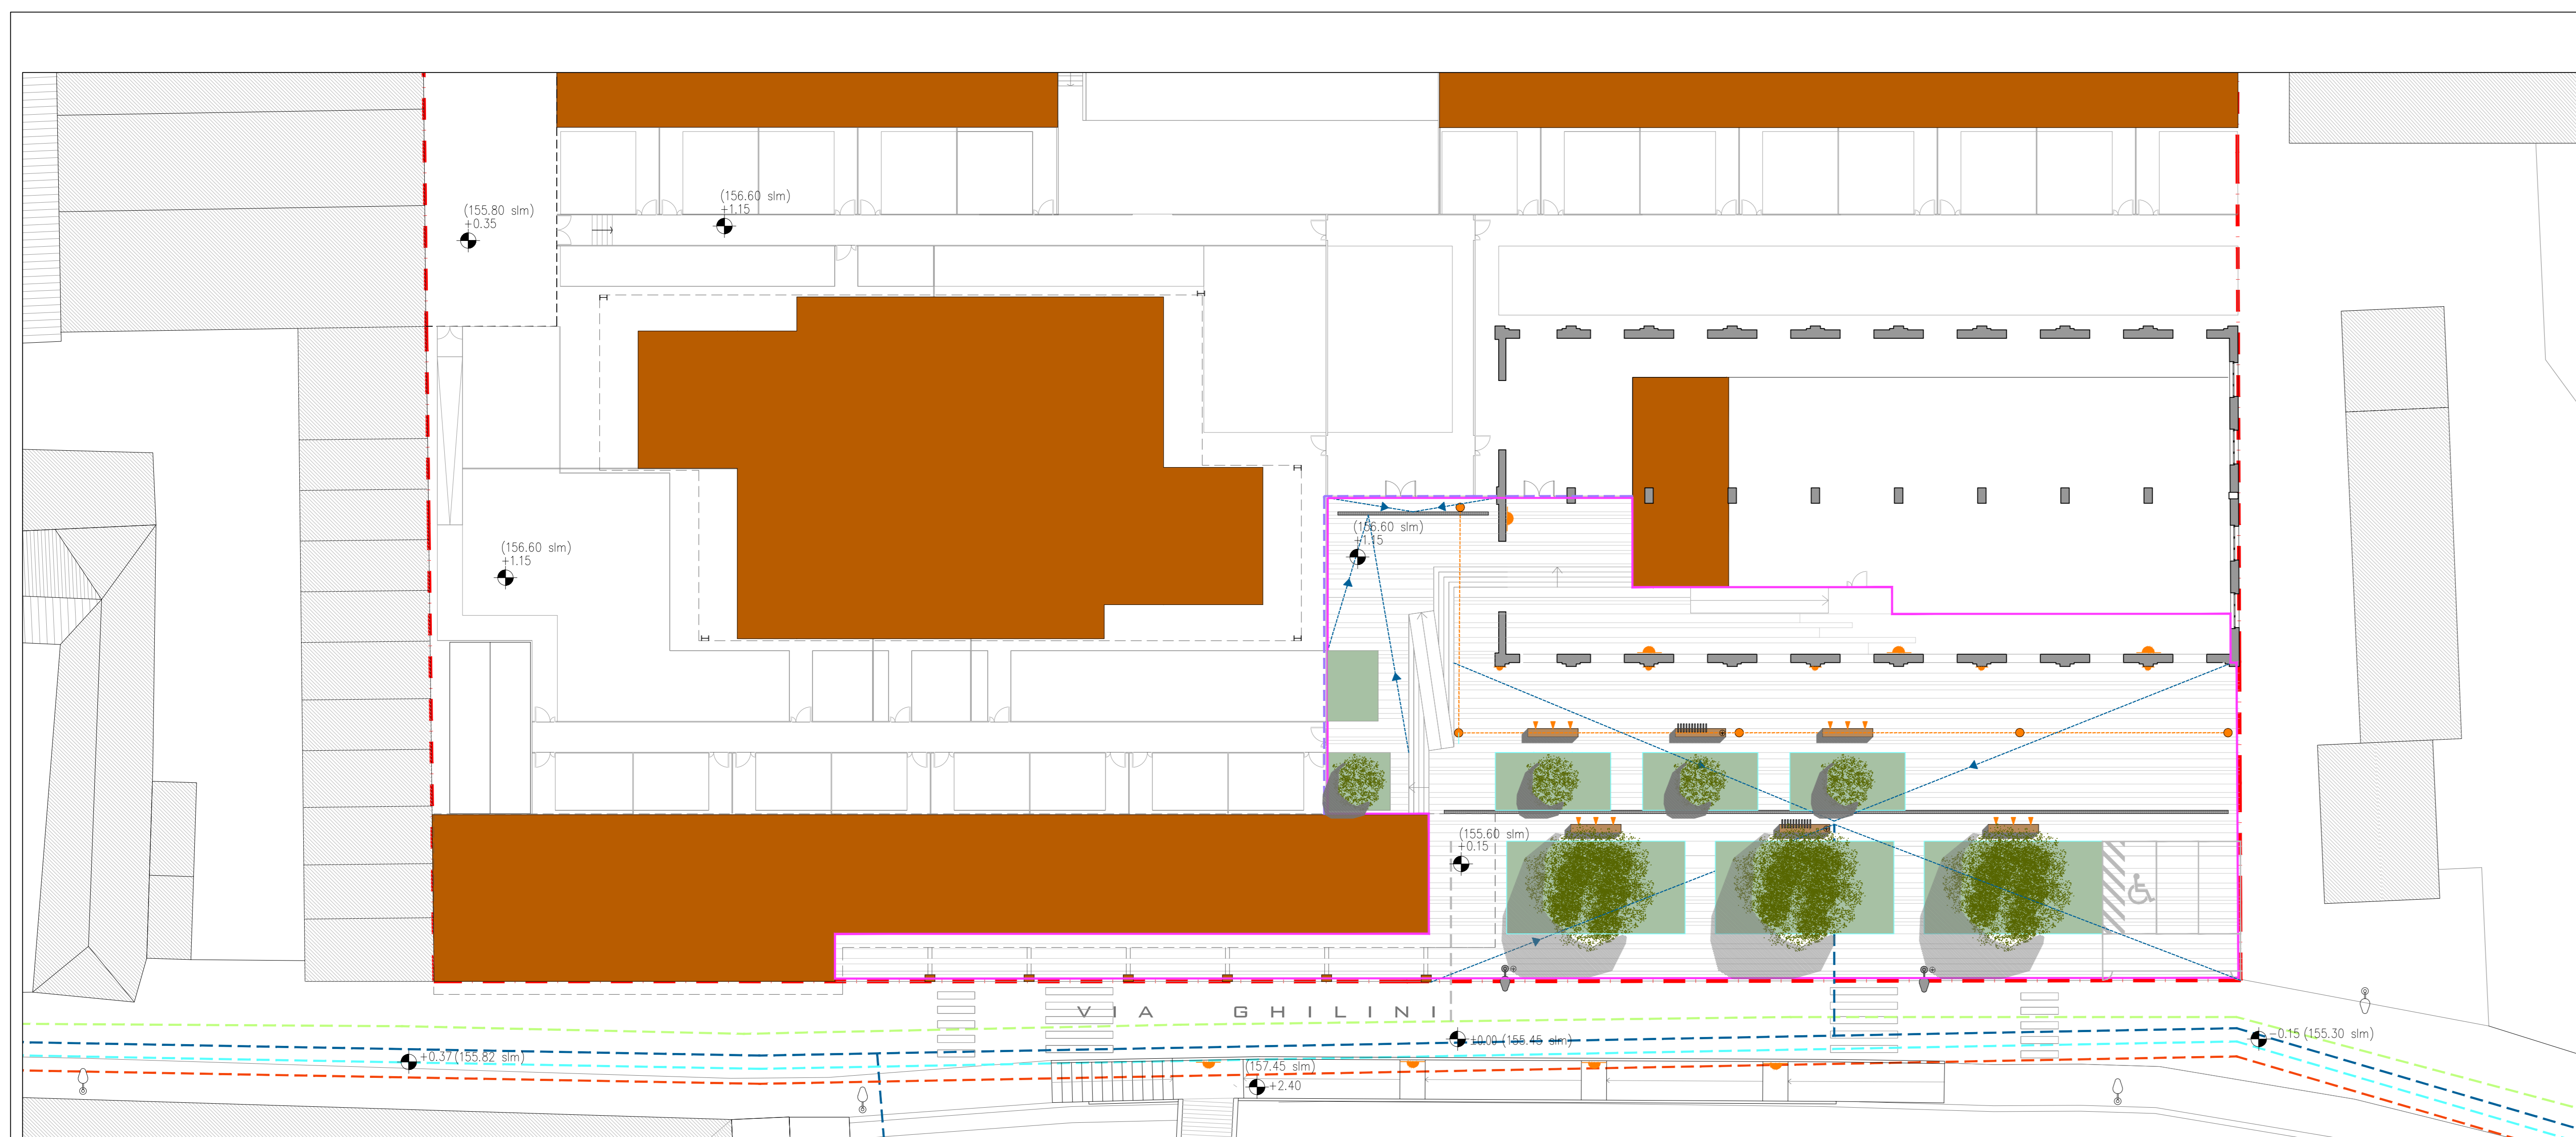 (156.60 slm)
+1.15
(155.80 slm)
+0.35
(156.60 slm)
+1.15
(156.60 slm)
+1.15
(155.60 slm)
+0.15
VIA GHILINI
±0.00 (155.45 slm)
-0.15 (155.30 slm)
+0.37 (155.82 slm)
(157.45 slm)
+2.40